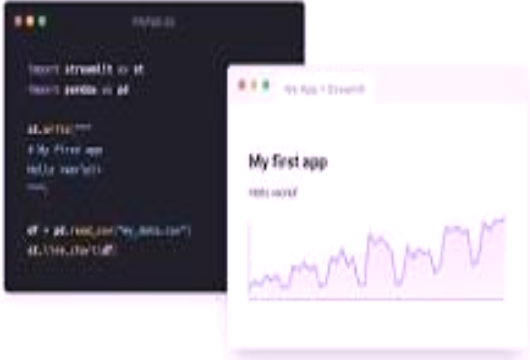 MyApp.py
import streamlit as st
import pandas as pd
st.write("""
# My first app
Hello *world!*
""")
df = pd.read_csv("my_data.csv")
st.line_chart(df)
My App • Streamlit
My first app
Hello world!